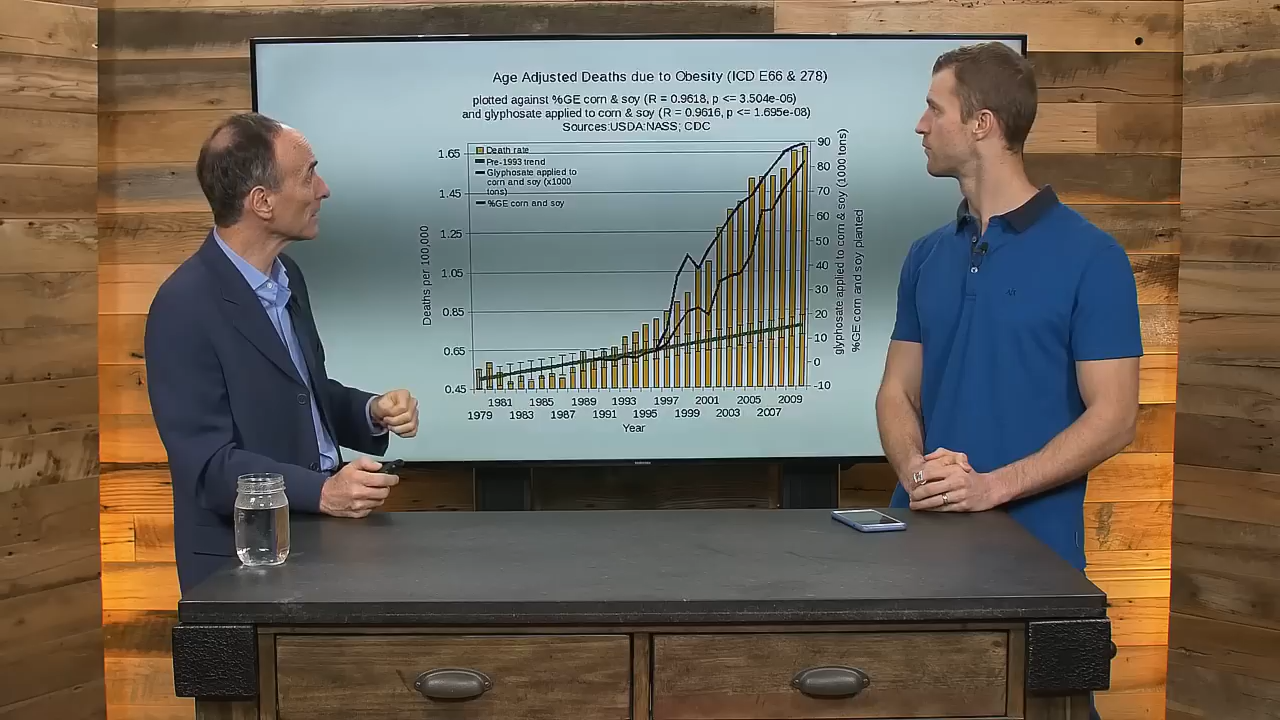 Age Adjusted Deaths due to Obesity (ICD E66 & 278)
plotted against %GE corn & soy (R = 0.9618, p <= 3.504e-06)
and glyphosate applied to corn & soy (R = 0.9616, p <= 1.695e-08)
Sources:USDA:NASS; CDC
Death rate
Pre-1993 trend
Glyphosate applied to
corn and soy (x1000
tons)
%GE corn and soy
Deaths per 100,000
1.65
1.45
1.25
1.05
0.85
0.65
0.45
90
80
70
60
50
40
30
20
10
0
-10
glyphosate applied to corn & soy (1000 tons)
%GE corn and soy planted
1981 1985 1989 1993 1997 2001 2005 2009
1979 1983 1987 1991 1995 1999 2003 2007
Year